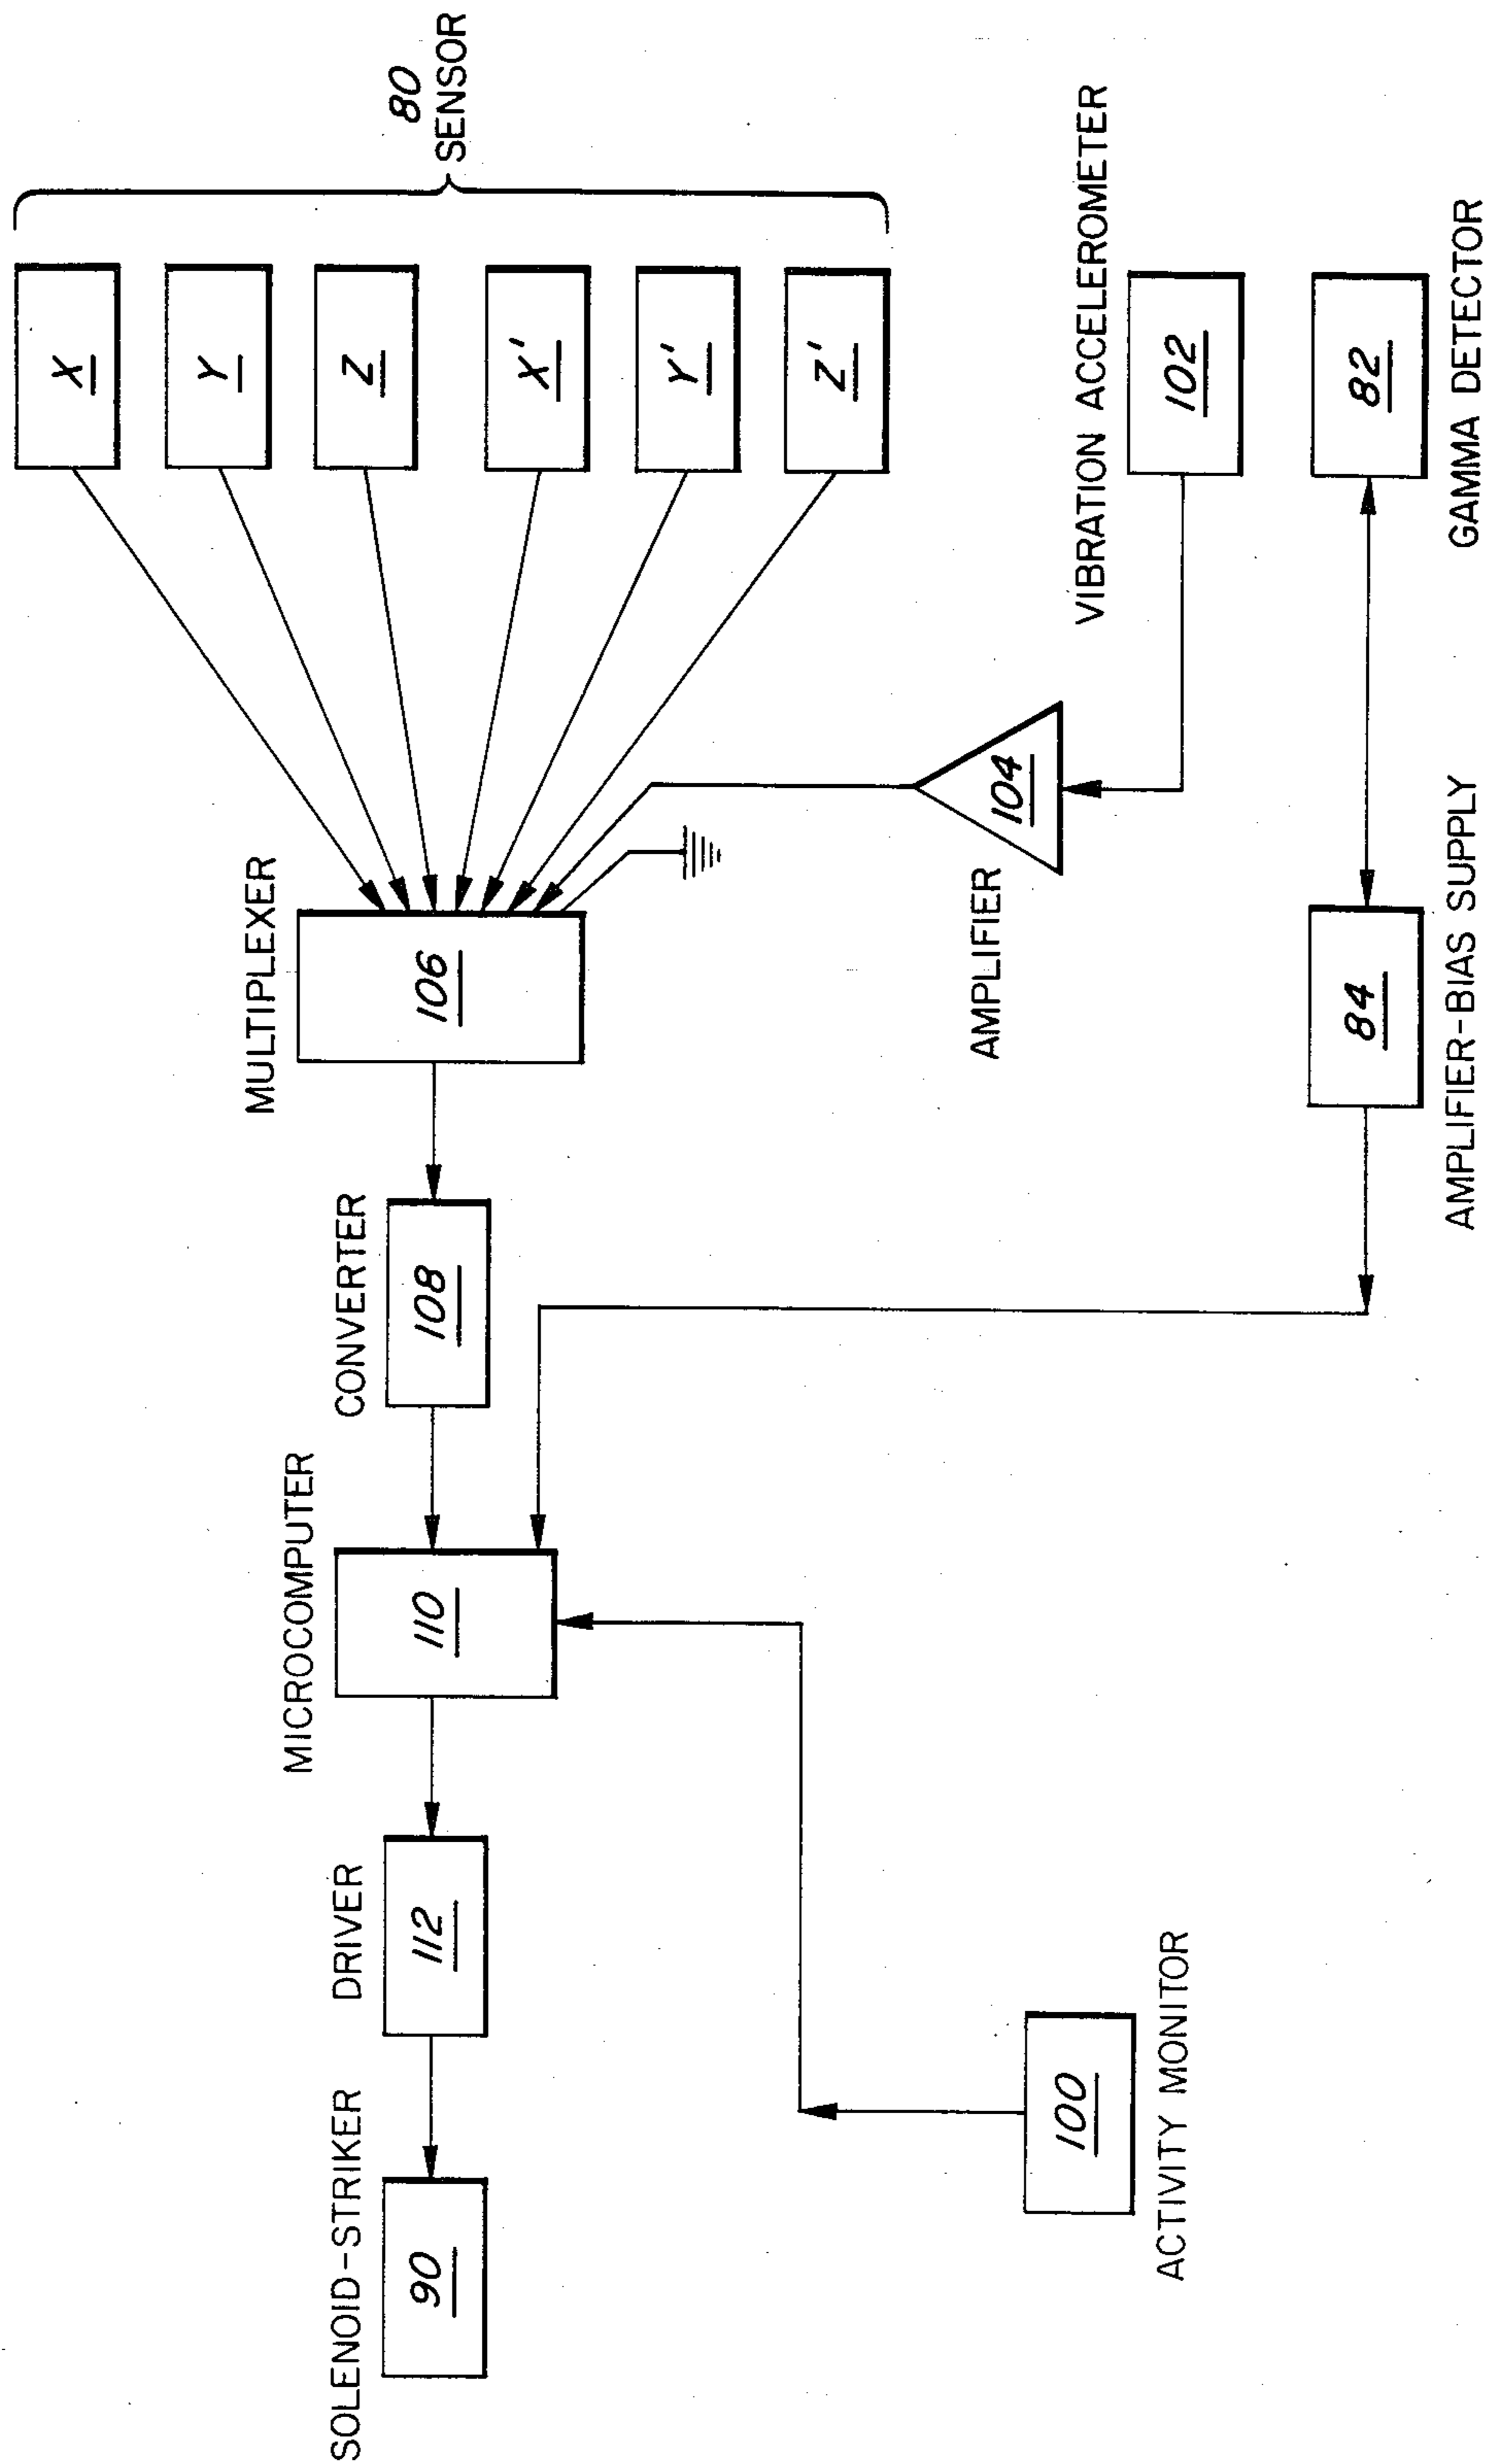 80
SENSOR
X
Y
Z
X'
Y'
Z'
MULTIPLEXER
106
CONVERTER
108
MICROCOMPUTER
110
DRIVER
112
SOLENOID-STRIKER
90
VIBRATION ACCELEROMETER
102
AMPLIFIER
104
GAMMA DETECTOR
82
AMPLIFIER-BIAS SUPPLY
84
ACTIVITY MONITOR
100